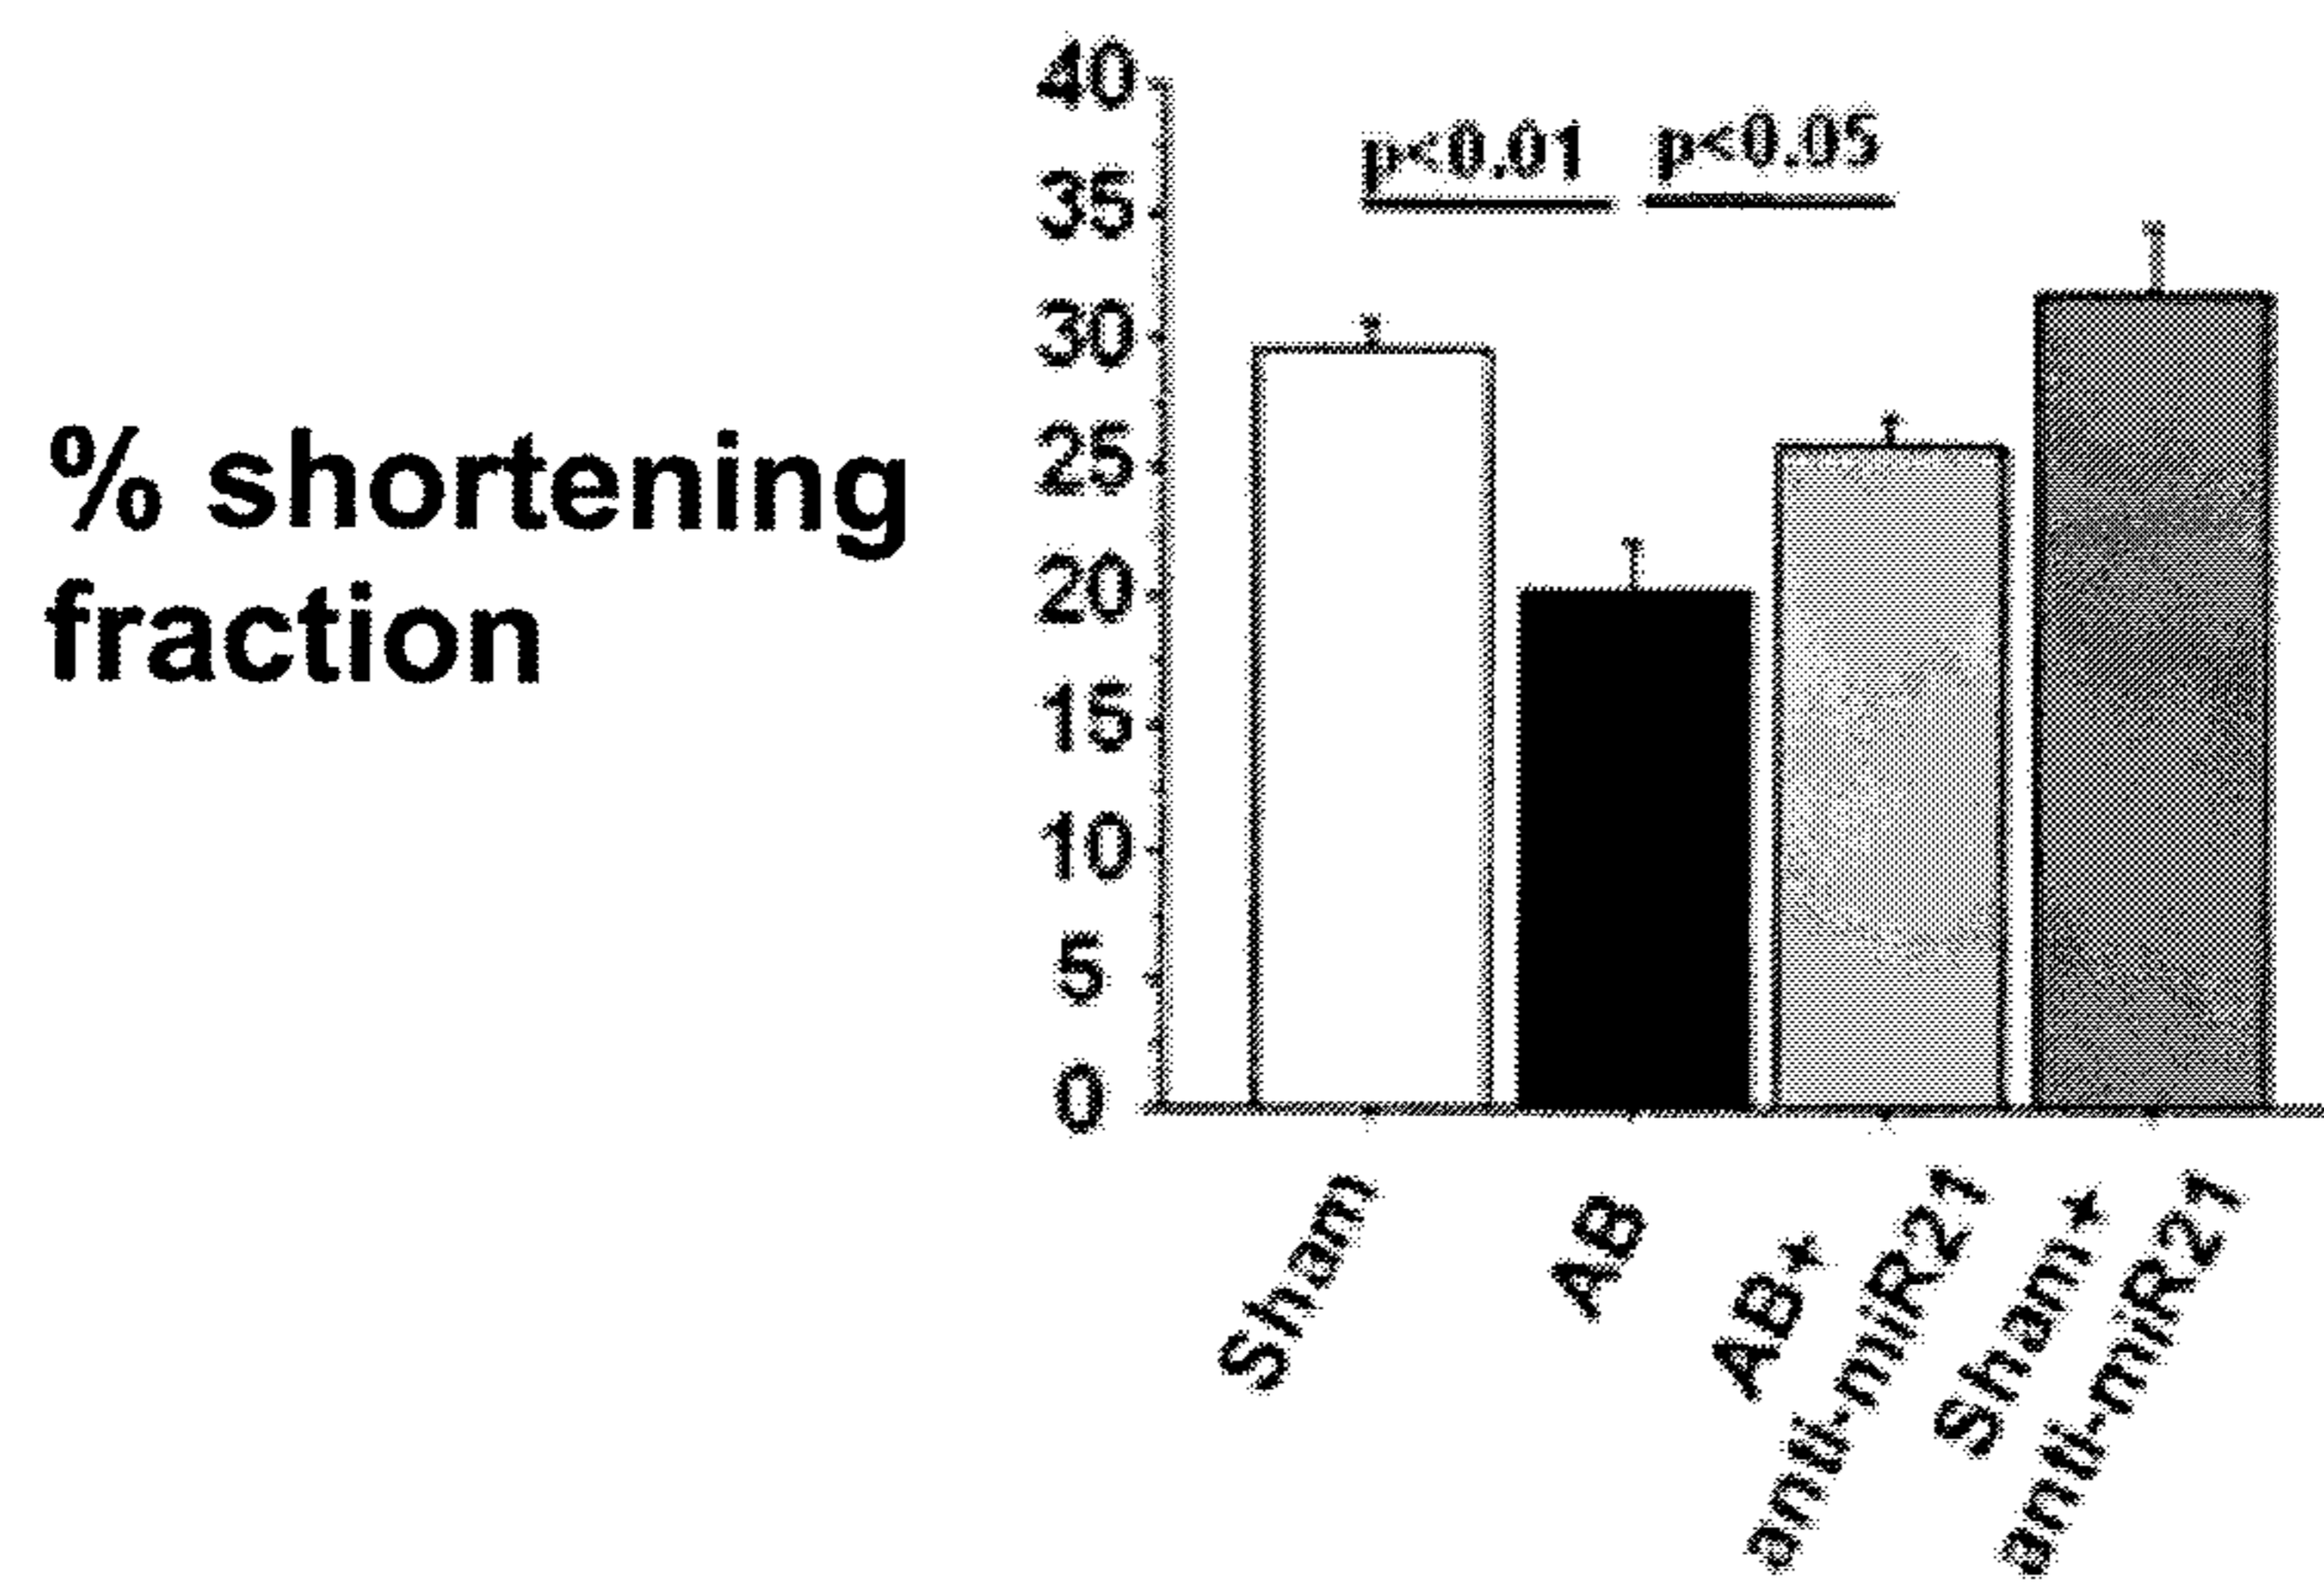 % shortening
fraction
40
35
30
25
20
15
10
5
0
p<0.01
p<0.05
Sham
AB
AB+
anti-miR21
Sham+
anti-miR21